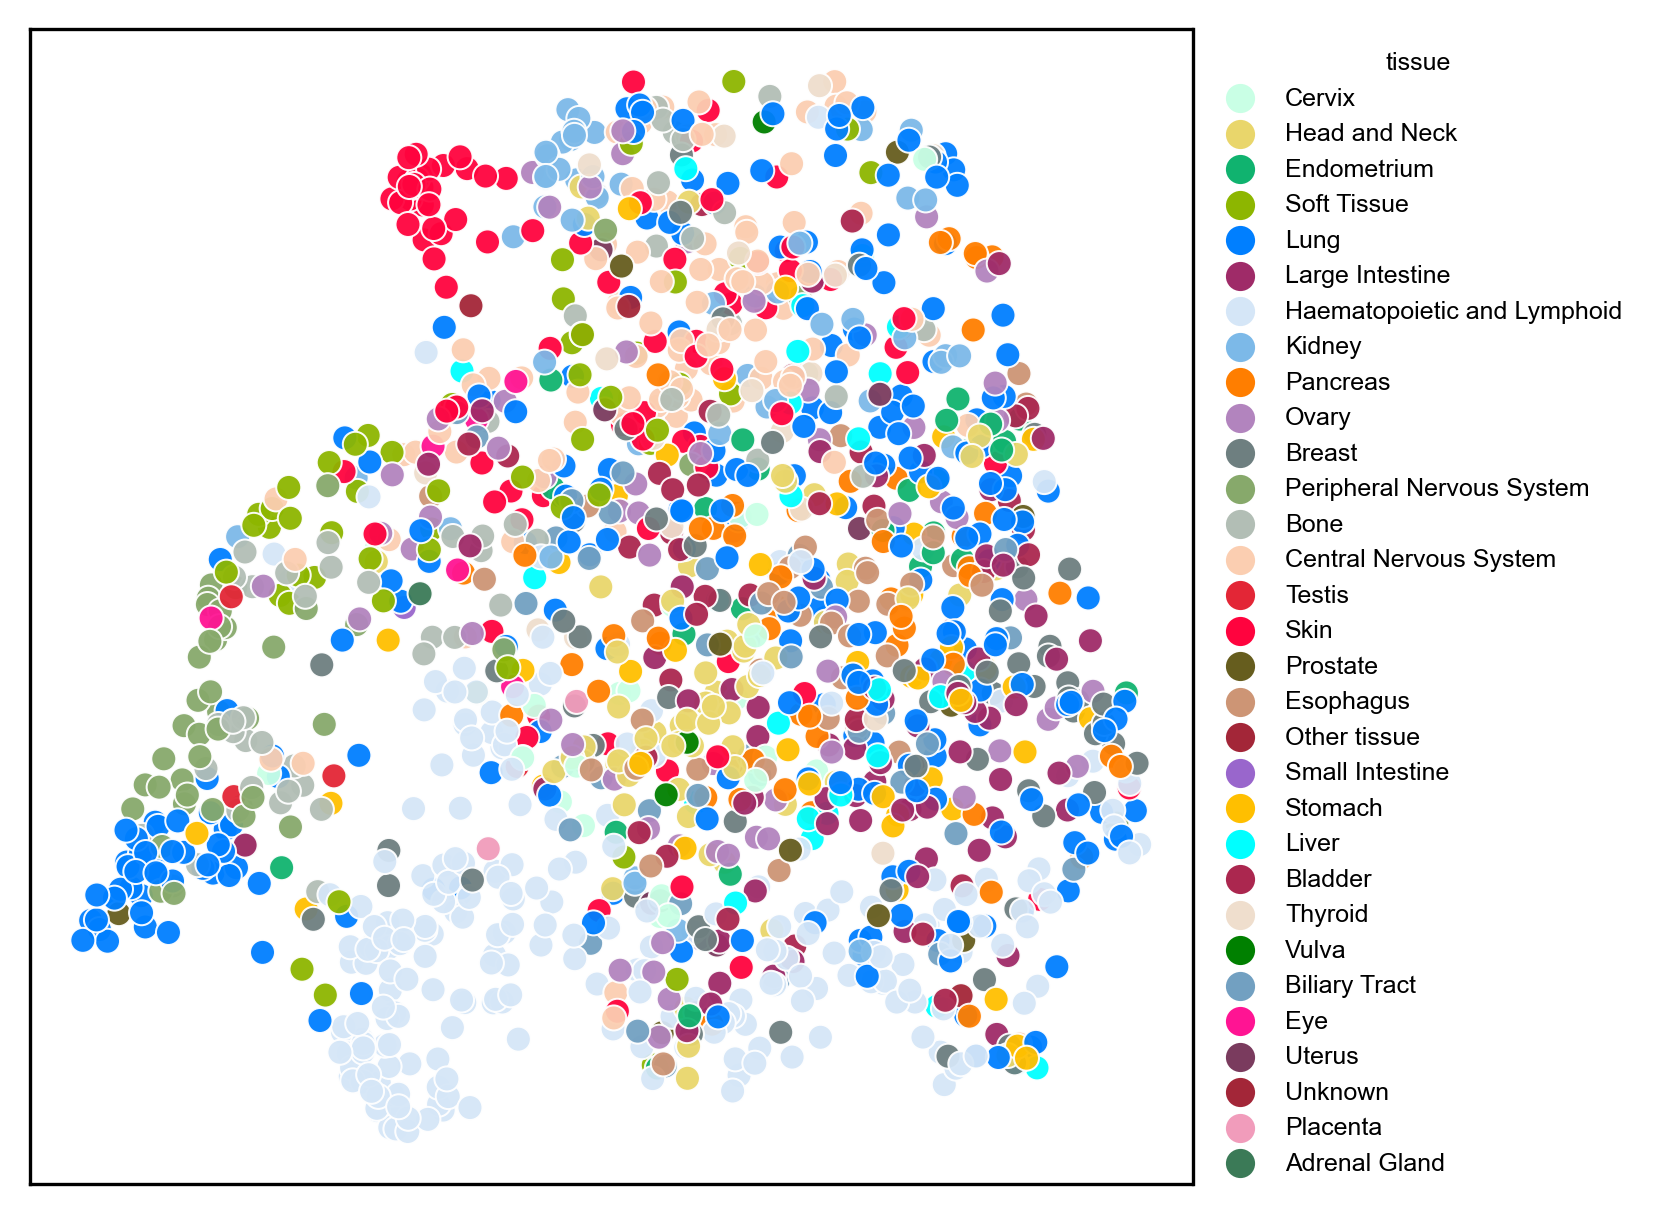 tissue
Cervix
Head and Neck
Endometrium
Soft Tissue
Lung
Large Intestine
Haematopoietic and Lymphoid
Kidney
Pancreas
Ovary
Breast
Peripheral Nervous System
Bone
Central Nervous System
Testis
Skin
Prostate
Esophagus
Other tissue
Small Intestine
Stomach
Liver
Bladder
Thyroid
Vulva
Biliary Tract
Eye
Uterus
Unknown
Placenta
Adrenal Gland